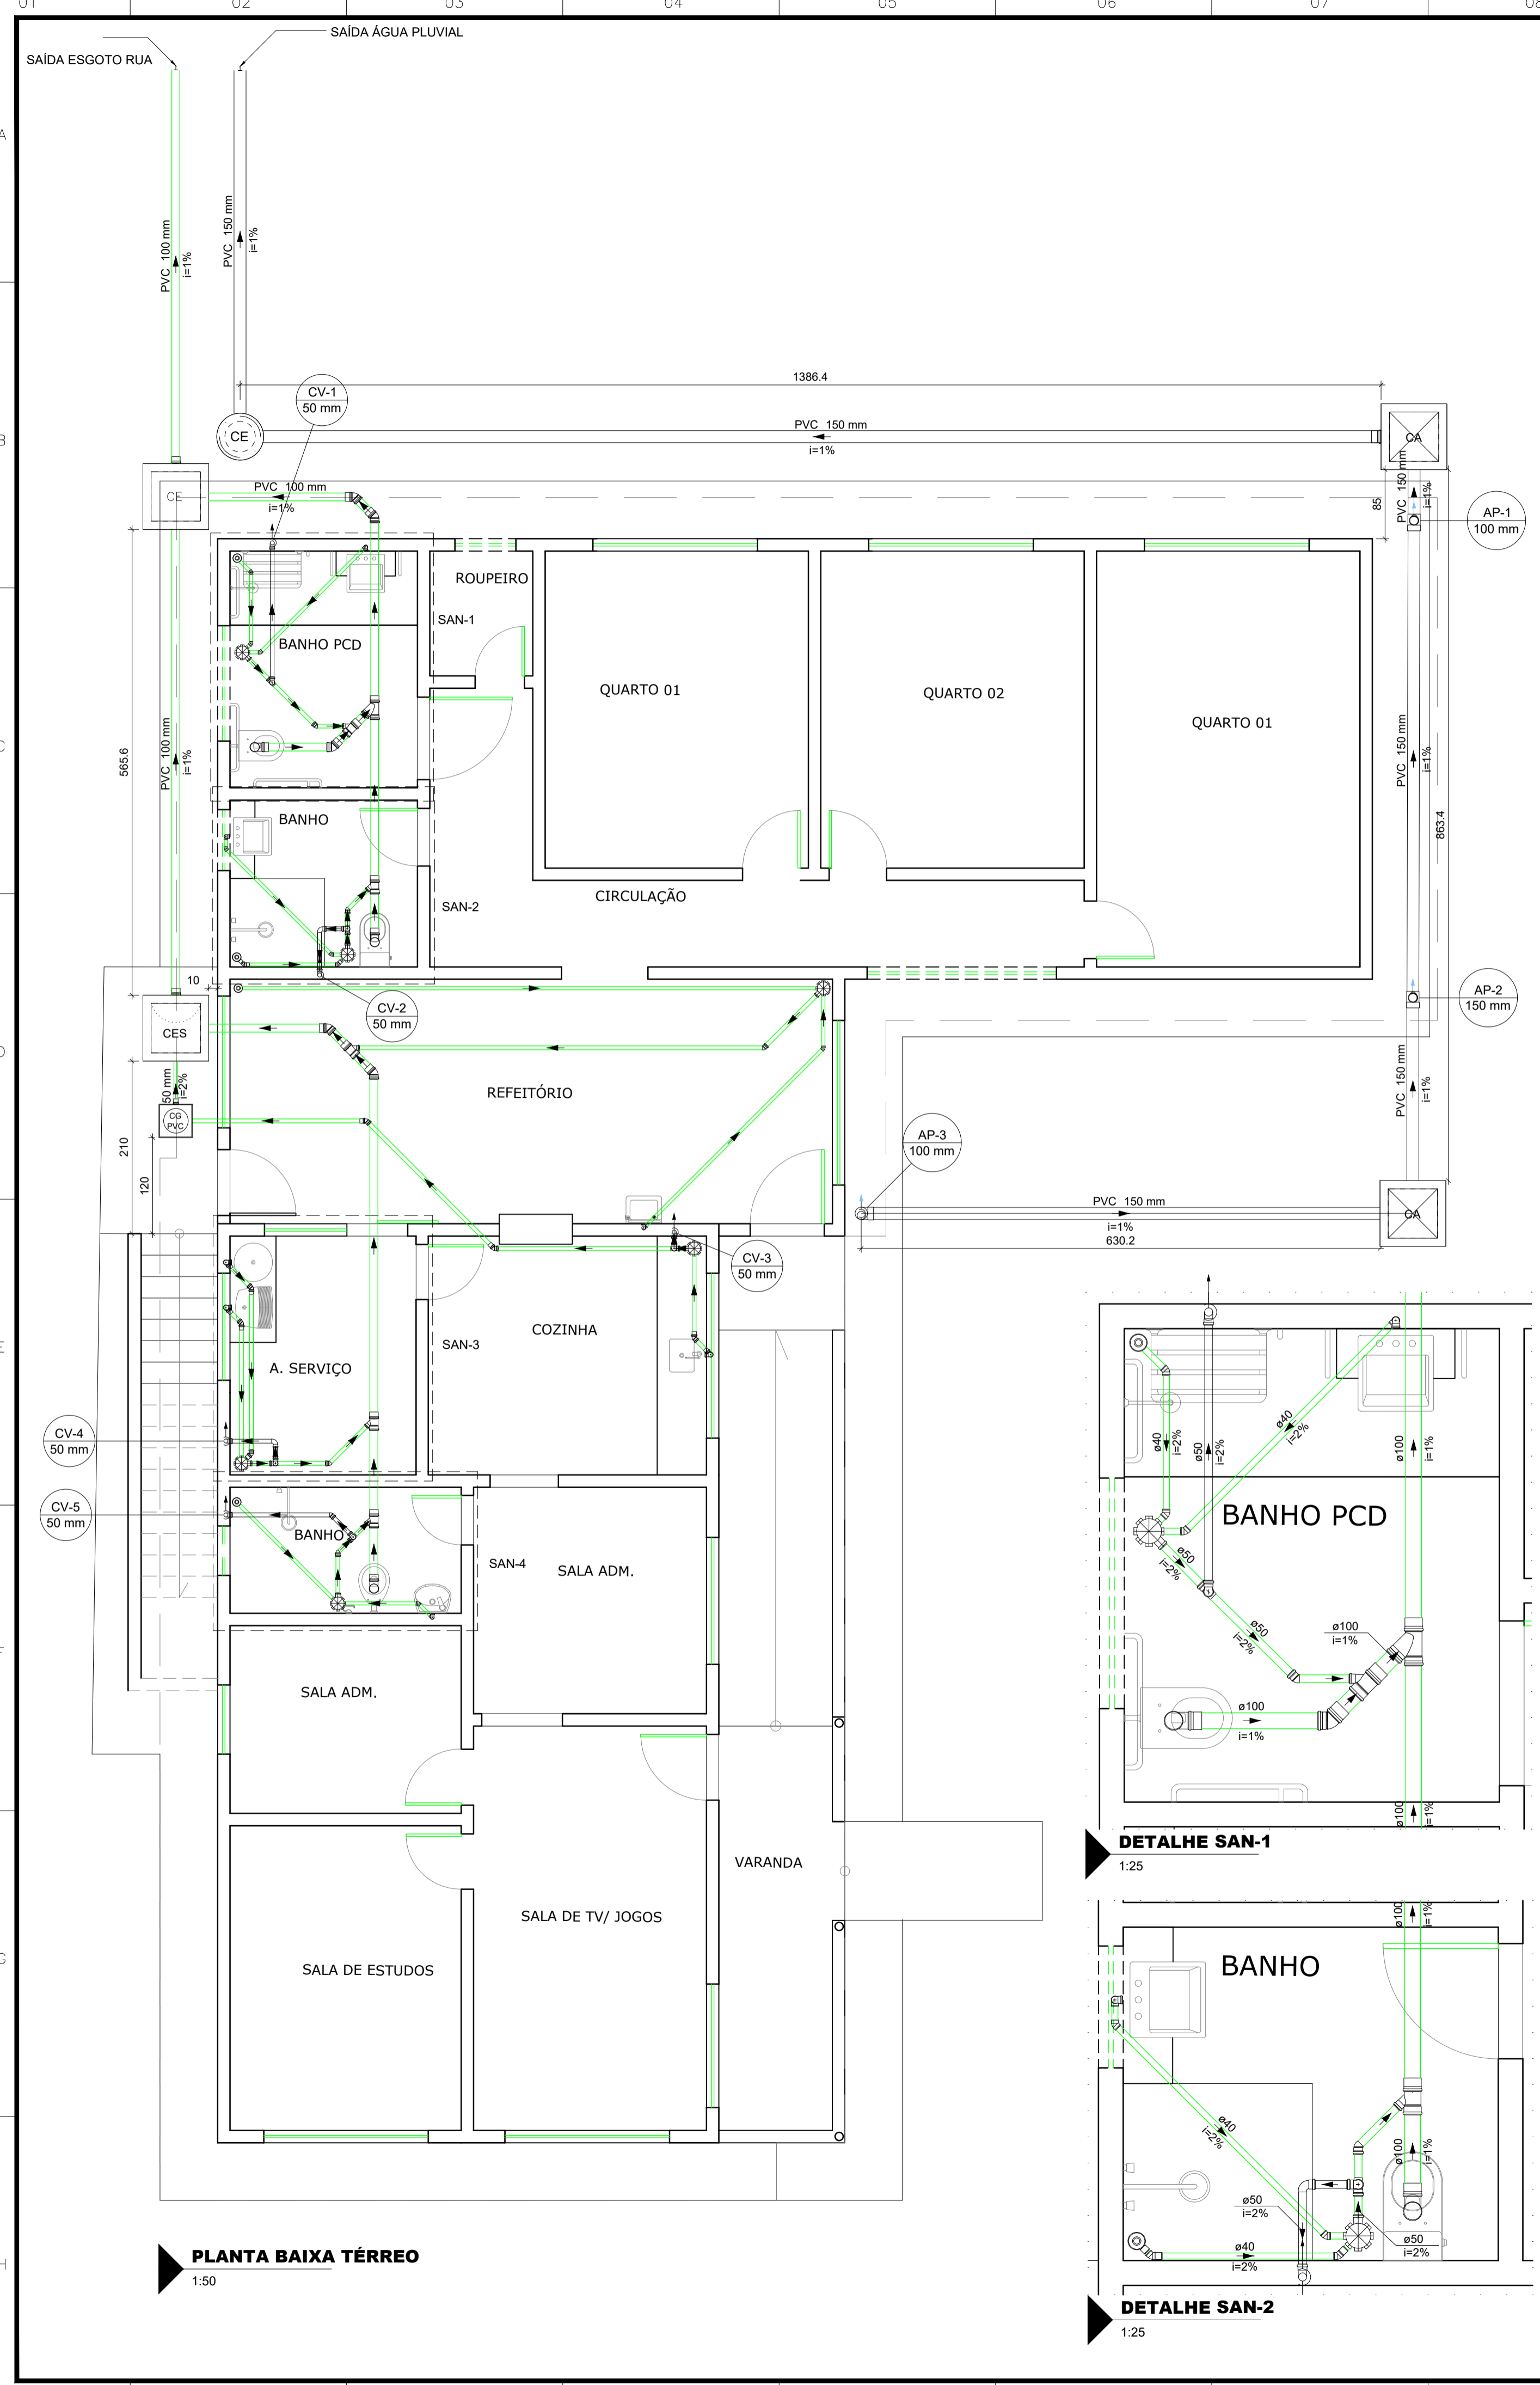 01
02
03
04
05
06
07
08
SAÍDA ÁGUA PLUVIAL
SAÍDA ESGOTO RUA
A
PVC 100 mm
i=1%
PVC 150 mm
i=1%
1386.4
CV-1
50 mm
B
CE
PVC 150 mm
i=1%
CA
CE
PVC 100 mm
i=1%
85
PVC 150 mm
i=1%
AP-1
100 mm
ROUPEIRO
SAN-1
BANHO PCD
QUARTO 01
QUARTO 02
QUARTO 01
C
565.6
PVC 100 mm
i=1%
PVC 150 mm
i=1%
863.4
BANHO
CIRCULAÇÃO
SAN-2
10
CV-2
50 mm
AP-2
150 mm
CES
D
50 mm
i=2%
REFEITÓRIO
PVC 150 mm
i=1%
CG
PVC
210
120
AP-3
100 mm
PVC 150 mm
i=1%
630.2
CA
CV-3
50 mm
COZINHA
SAN-3
E
A. SERVIÇO
CV-4
50 mm
CV-5
50 mm
BANHO
SAN-4
SALA ADM.
F
SALA ADM.
VARANDA
SALA DE TV/ JOGOS
SALA DE ESTUDOS
G
H
PLANTA BAIXA TÉRREO
1:50
ø40
i=2%
ø50
i=2%
ø40
i=2%
ø100
i=1%
BANHO PCD
ø50
i=2%
ø50
i=2%
ø100
i=1%
ø100
i=1%
ø100
i=1%
DETALHE SAN-1
1:25
ø100
i=1%
BANHO
ø40
i=2%
ø100
i=1%
ø50
i=2%
ø50
i=2%
ø40
i=2%
DETALHE SAN-2
1:25